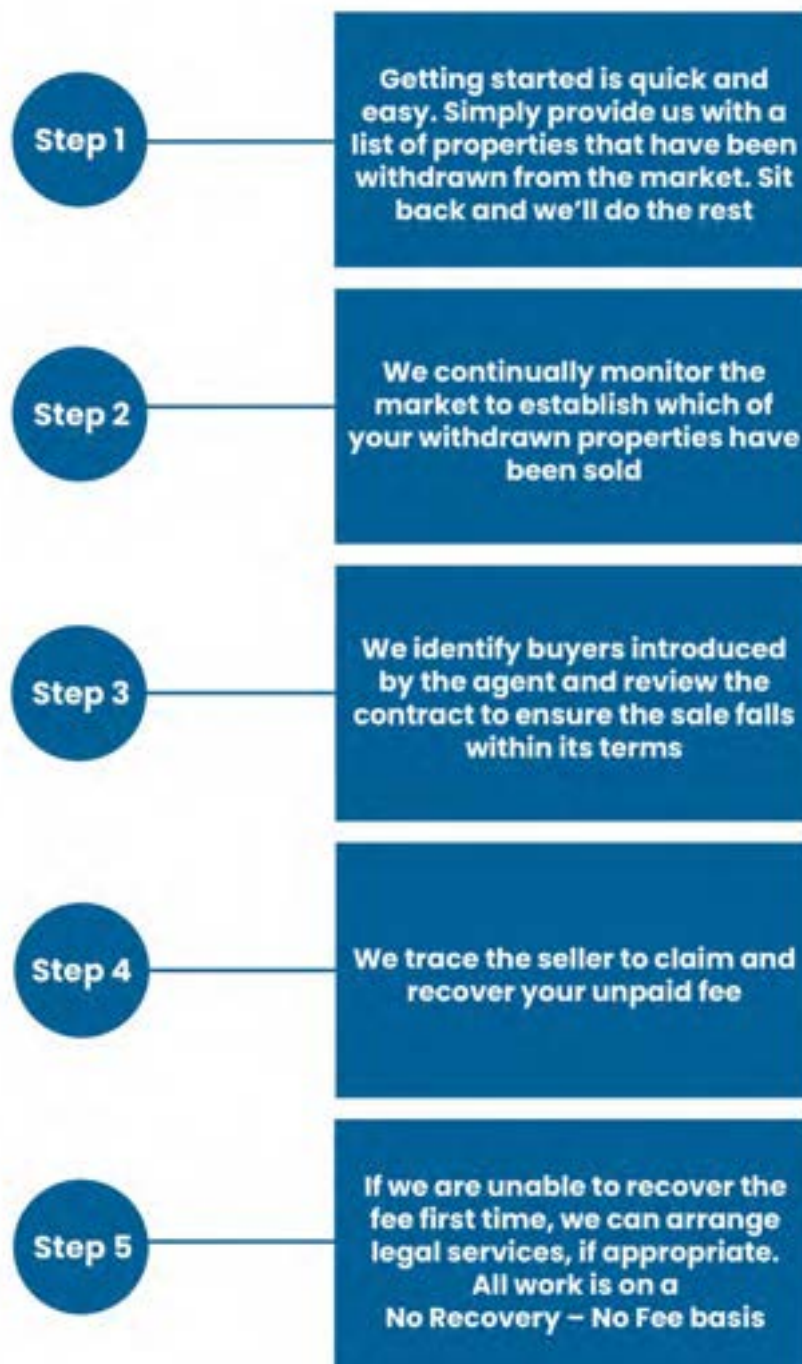 Step 1
Getting started is quick and
easy. Simply provide us with a
list of properties that have been
withdrawn from the market. Sit
back and we’ll do the rest
Step 2
We continually monitor the
market to establish which of
your withdrawn properties have
been sold
Step 3
We identify buyers introduced
by the agent and review the
contract to ensure the sale falls
within its terms
Step 4
We trace the seller to claim and
recover your unpaid fee
Step 5
If we are unable to recover the
fee first time, we can arrange
legal services, if appropriate.
All work is on a
No Recovery – No Fee basis